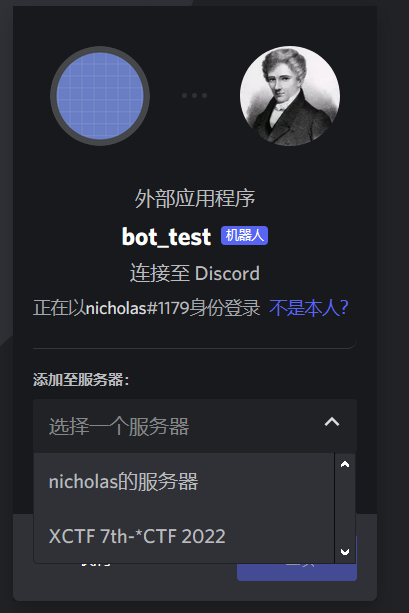 外部应用程序
bot_test 机器人
连接至 Discord
正在以nicholas#1179身份登录 不是本人?
添加至服务器:
选择一个服务器
nicholas的服务器
XCTF 7th-*CTF 2022